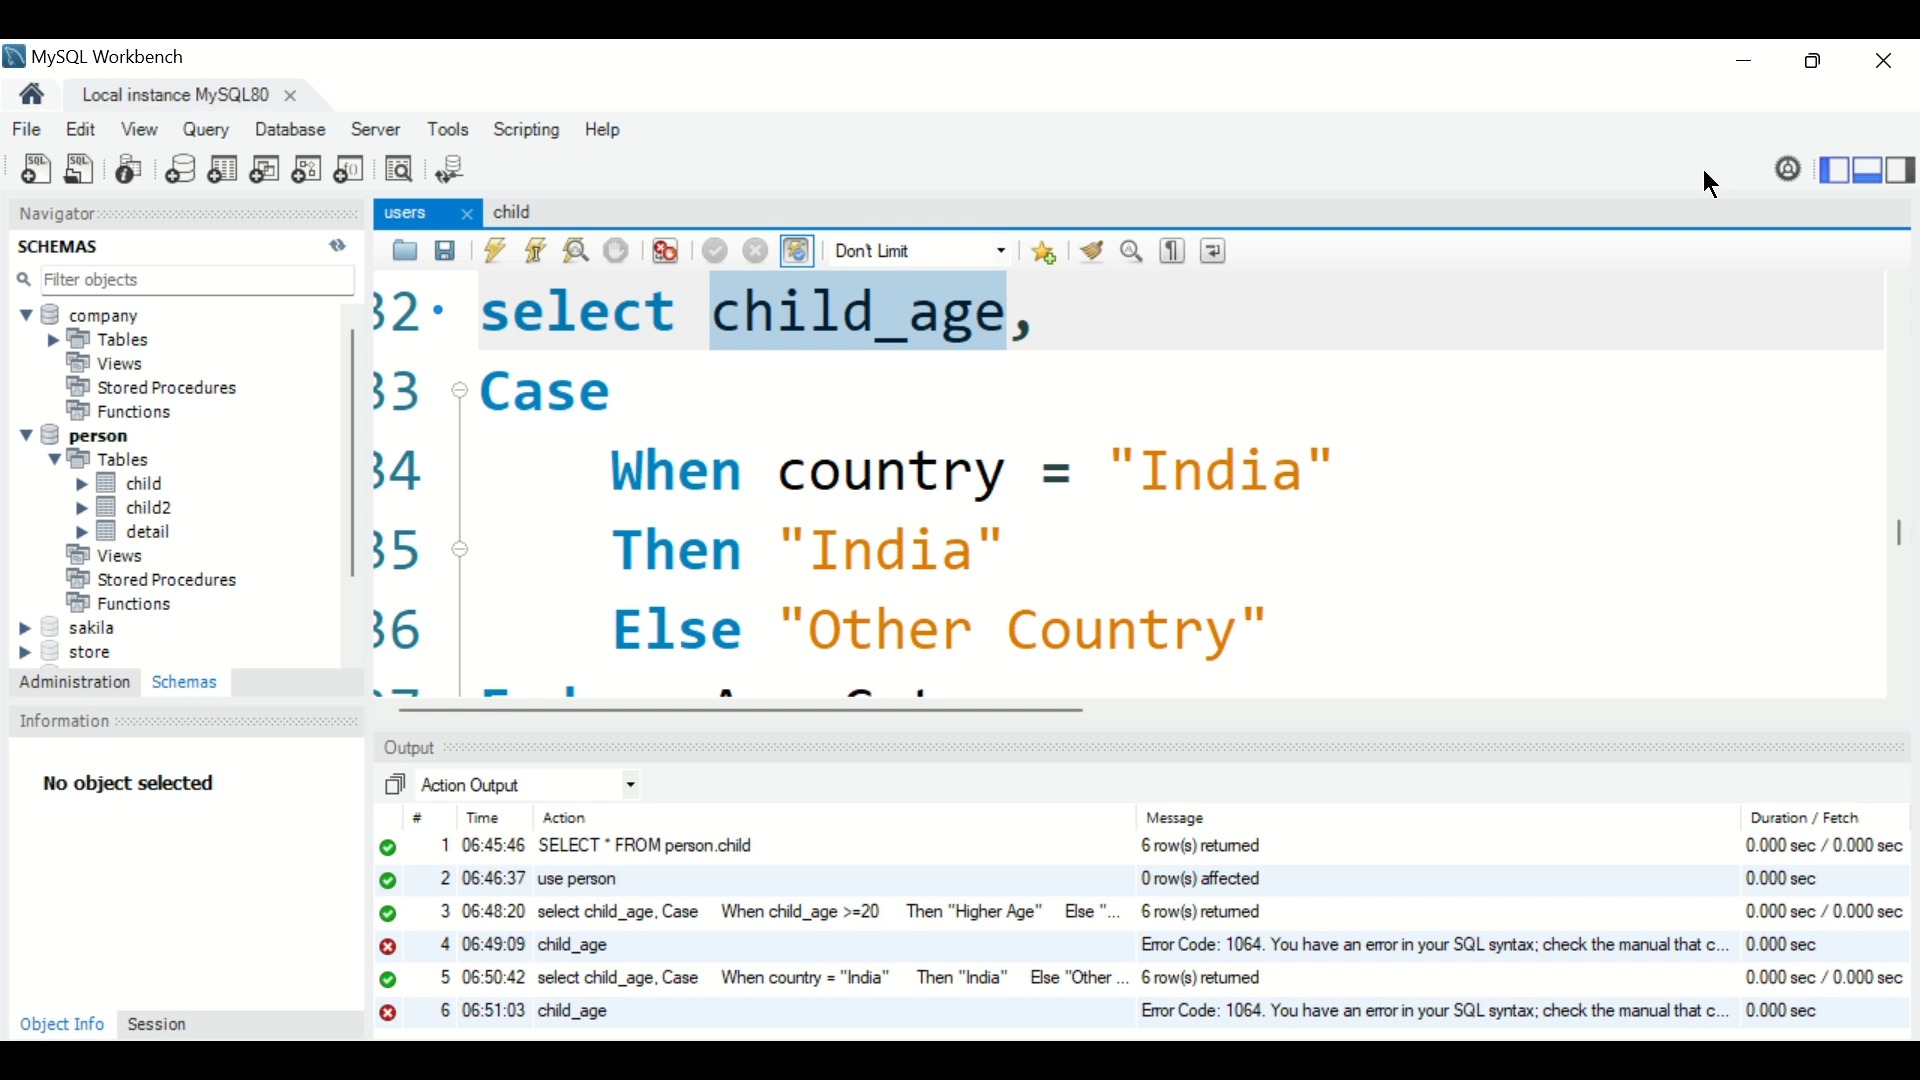 MySQL Workbench
Local instance MySQL80
File Edit View Query Database Server Tools Scripting Help
Navigator
SCHEMAS
Filter objects
company
Tables
Views
Stored Procedures
Functions
person
Tables
child
child2
detail
Views
Stored Procedures
Functions
sakila
store
Administration Schemas
Information
No object selected
Object Info Session
users child
Don't Limit
32 select child_age,
33 Case
34 When country = "India"
35 Then "India"
36 Else "Other Country"
Output
Action Output
# Time Action Message Duration / Fetch
1 06:45:46 SELECT * FROM person.child 6 row(s) returned 0.000 sec / 0.000 sec
2 06:46:37 use person 0 row(s) affected 0.000 sec
3 06:48:20 select child_age, Case When child_age >=20 Then "Higher Age" Else "... 6 row(s) returned 0.000 sec / 0.000 sec
4 06:49:09 child_age Error Code: 1064. You have an error in your SQL syntax; check the manual that c... 0.000 sec
5 06:50:42 select child_age, Case When country = "India" Then "India" Else "Other ... 6 row(s) returned 0.000 sec / 0.000 sec
6 06:51:03 child_age Error Code: 1064. You have an error in your SQL syntax; check the manual that c... 0.000 sec